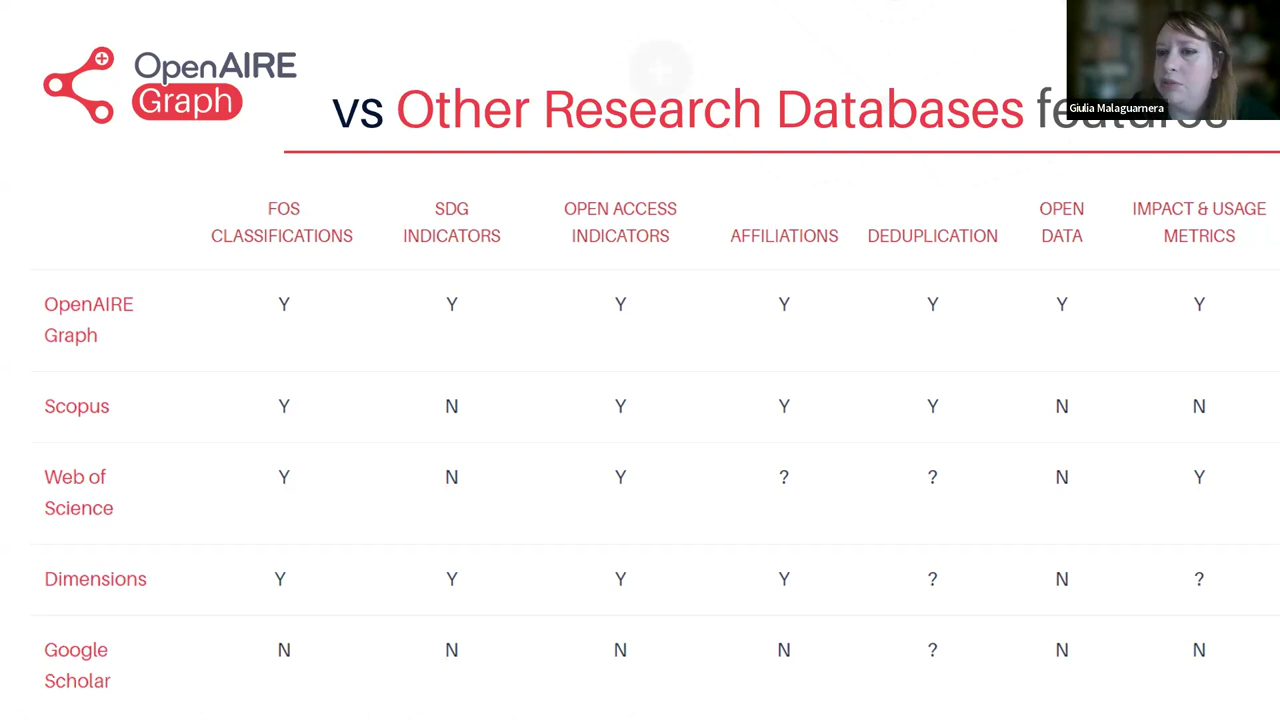 OpenAIRE
Graph
vs Other Research Databases features
Giulia Malaguarnera
FOS CLASSIFICATIONS SDG INDICATORS OPEN ACCESS INDICATORS AFFILIATIONS DEDUPLICATION OPEN DATA IMPACT & USAGE METRICS
OpenAIRE Graph Y Y Y Y Y Y Y
Scopus Y N Y Y Y N N
Web of Science Y N Y ? ? N Y
Dimensions Y Y Y Y ? N ?
Google Scholar N N N N ? N N